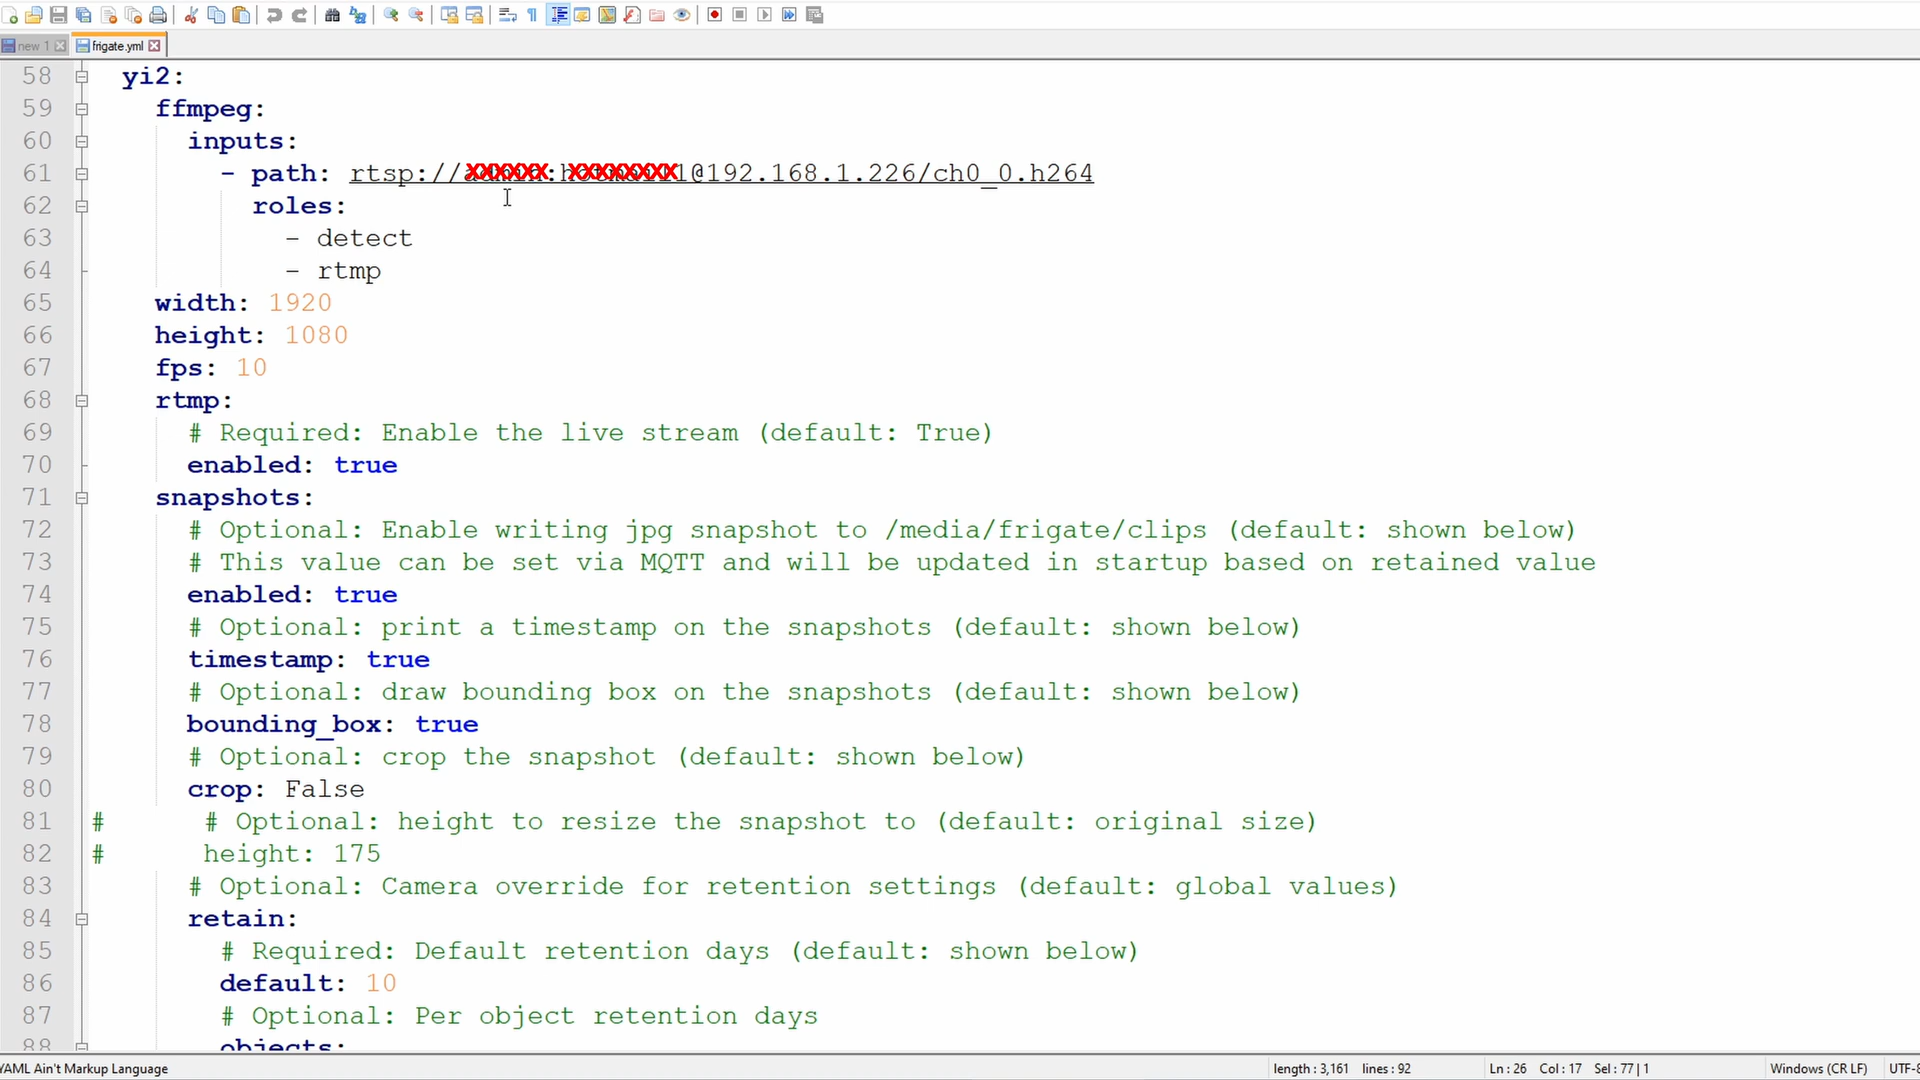 new 1
frigate.yml
58 yi2:
59 ffmpeg:
60 inputs:
61 - path: rtsp://XXXXXX:XXXXXXXX1@192.168.1.226/ch0_0.h264
62 roles:
63 - detect
64 - rtmp
65 width: 1920
66 height: 1080
67 fps: 10
68 rtmp:
69 # Required: Enable the live stream (default: True)
70 enabled: true
71 snapshots:
72 # Optional: Enable writing jpg snapshot to /media/frigate/clips (default: shown below)
73 # This value can be set via MQTT and will be updated in startup based on retained value
74 enabled: true
75 # Optional: print a timestamp on the snapshots (default: shown below)
76 timestamp: true
77 # Optional: draw bounding box on the snapshots (default: shown below)
78 bounding_box: true
79 # Optional: crop the snapshot (default: shown below)
80 crop: False
81 # # Optional: height to resize the snapshot to (default: original size)
82 # height: 175
83 # Optional: Camera override for retention settings (default: global values)
84 retain:
85 # Required: Default retention days (default: shown below)
86 default: 10
87 # Optional: Per object retention days
88 objects:
YAML Ain't Markup Language length : 3,161 lines : 92 Ln : 26 Col : 17 Sel : 77 | 1 Windows (CR LF) UTF-8